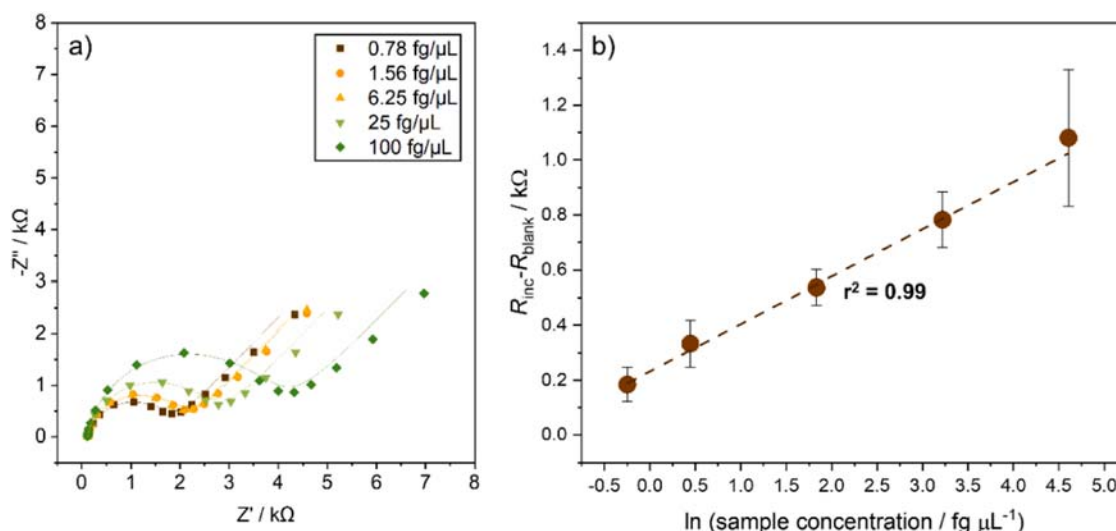 a)
0.78 fg/µL
1.56 fg/µL
6.25 fg/µL
25 fg/µL
100 fg/µL
8
7
6
5
4
3
2
1
0
-Z'' / kΩ
0 1 2 3 4 5 6 7 8
Z' / kΩ
b)
1.4
1.2
1.0
0.8
0.6
0.4
0.2
0.0
R_inc-R_blank / kΩ
r² = 0.99
-0.5 0.0 0.5 1.0 1.5 2.0 2.5 3.0 3.5 4.0 4.5 5.0
ln (sample concentration / fg µL⁻¹)